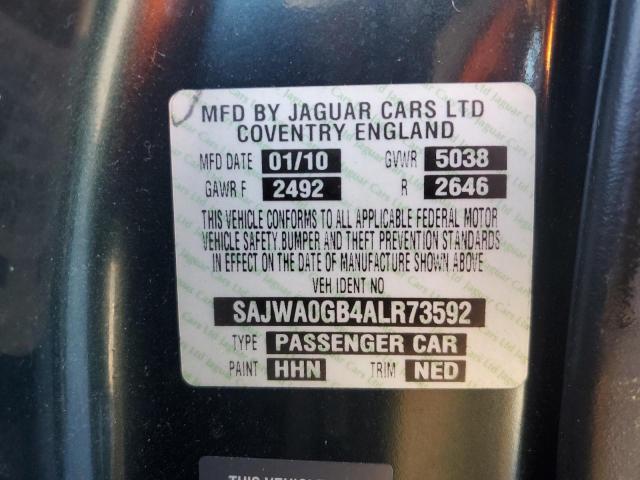 MFD BY JAGUAR CARS LTD
COVENTRY ENGLAND
MFD DATE 01/10 GVWR 5038
GAWR F 2492 R 2646
THIS VEHICLE CONFORMS TO ALL APPLICABLE FEDERAL MOTOR
VEHICLE SAFETY, BUMPER AND THEFT PREVENTION STANDARDS
IN EFFECT ON THE DATE OF MANUFACTURE SHOWN ABOVE
VEH IDENT NO
SAJWA0GB4ALR73592
TYPE PASSENGER CAR
PAINT HHN TRIM NED
THIS VEHICLE